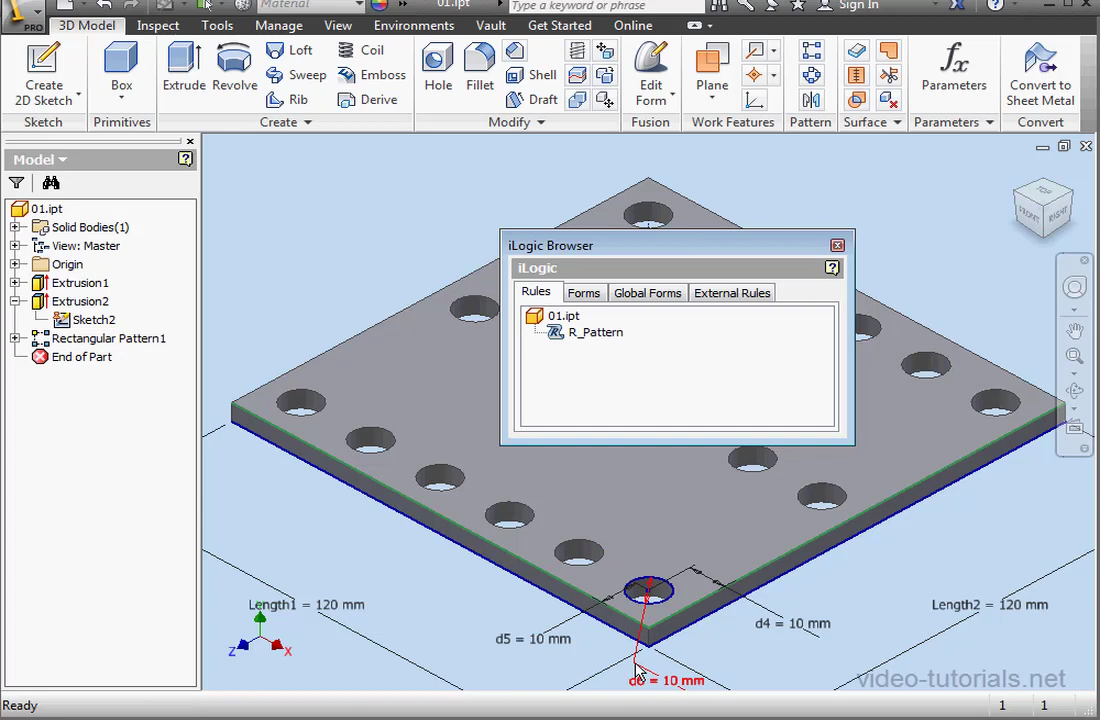 Material
01.ipt
Type a keyword or phrase
Sign In
PRO
3D Model
Inspect
Tools
Manage
View
Environments
Vault
Get Started
Online
Create
2D Sketch
Box
Extrude
Revolve
Loft
Sweep
Rib
Coil
Emboss
Derive
Hole
Fillet
Shell
Draft
Edit
Form
Plane
Parameters
Convert to
Sheet Metal
Sketch
Primitives
Create
Modify
Fusion
Work Features
Pattern
Surface
Parameters
Convert
Model
01.ipt
Solid Bodies(1)
View: Master
Origin
Extrusion1
Extrusion2
Sketch2
Rectangular Pattern1
End of Part
TOP
FRONT
RIGHT
iLogic Browser
iLogic
Rules
Forms
Global Forms
External Rules
01.ipt
R_Pattern
Length1 = 120 mm
Length2 = 120 mm
d5 = 10 mm
d4 = 10 mm
= 10 mm
Z
X
video-tutorials.net
Ready
1
1